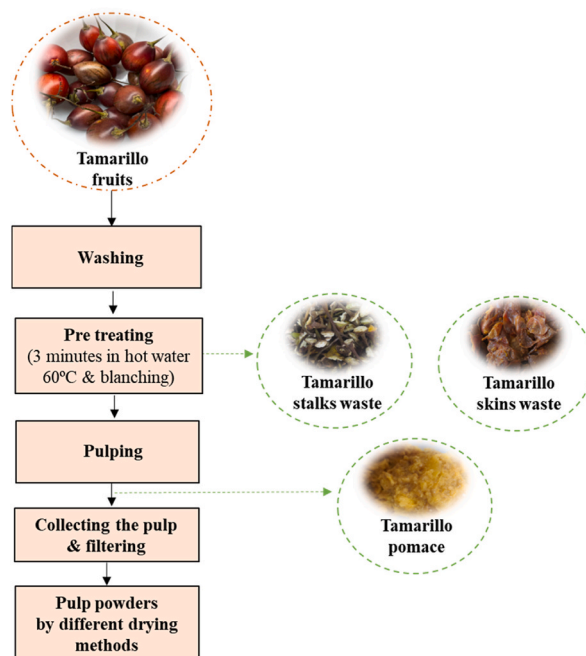 Tamarillo
fruits
Washing
Pre treating
(3 minutes in hot water
60ºC & blanching)
Tamarillo
stalks waste
Tamarillo
skins waste
Pulping
Tamarillo
pomace
Collecting the pulp
& filtering
Pulp powders
by different drying
methods